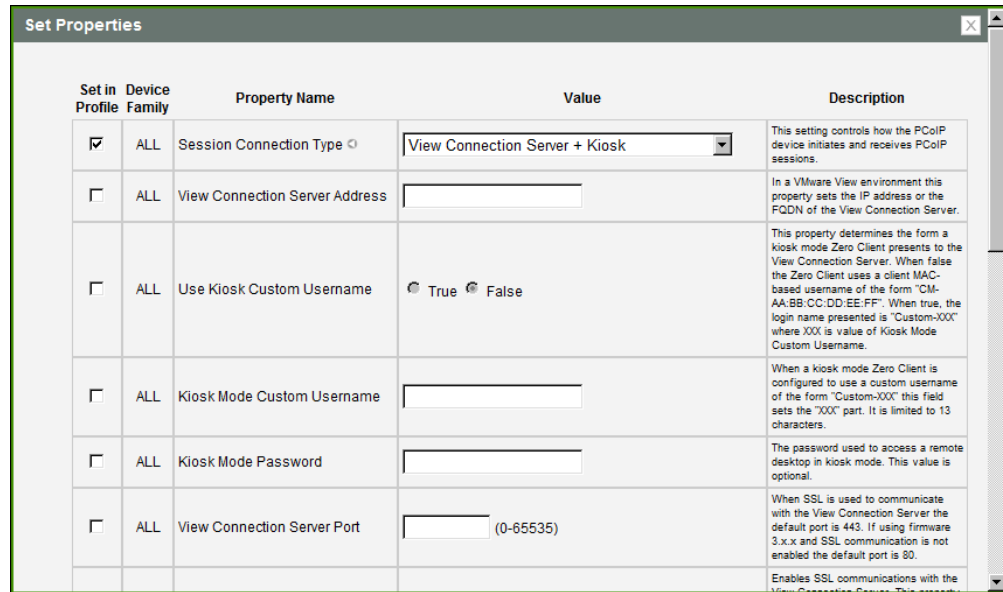 Set Properties
X
Set in Profile
Device Family
Property Name
Value
Description
ALL
Session Connection Type
View Connection Server + Kiosk
This setting controls how the PCoIP
device initiates and receives PCoIP
sessions.
ALL
View Connection Server Address
In a VMware View environment this
property sets the IP address or the
FQDN of the View Connection Server.
ALL
Use Kiosk Custom Username
True
False
This property determines the form a
kiosk mode Zero Client presents to the
View Connection Server. When false
the Zero Client uses a client MAC-
based username of the form "CM-
AA:BB:CC:DD:EE:FF". When true, the
login name presented is "Custom-XXX"
where XXX is value of Kiosk Mode
Custom Username.
ALL
Kiosk Mode Custom Username
When a kiosk mode Zero Client is
configured to use a custom username
of the form "Custom-XXX" this field
sets the "XXX" part. It is limited to 13
characters.
ALL
Kiosk Mode Password
The password used to access a remote
desktop in kiosk mode. This value is
optional.
ALL
View Connection Server Port
(0-65535)
When SSL is used to communicate
with the View Connection Server the
default port is 443. If using firmware
3.x.x and SSL communication is not
enabled the default port is 80.
Enables SSL communications with the
View Connection Server. This property